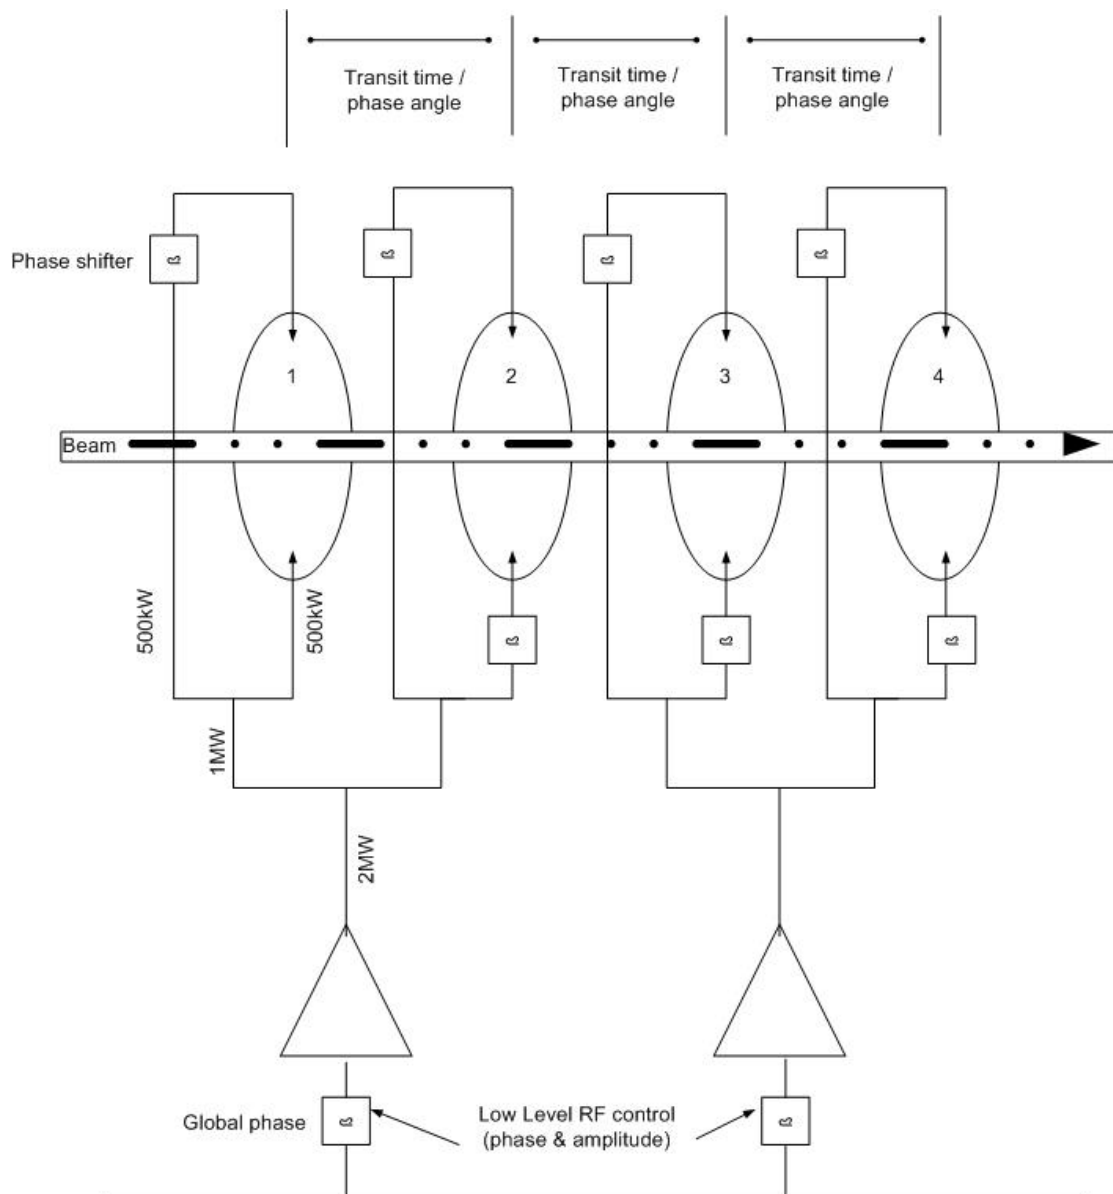 Transit time /
phase angle
Transit time /
phase angle
Transit time /
phase angle
Phase shifter
1
2
3
4
Beam
500kW
500kW
1MW
2MW
Global phase
Low Level RF control
(phase & amplitude)